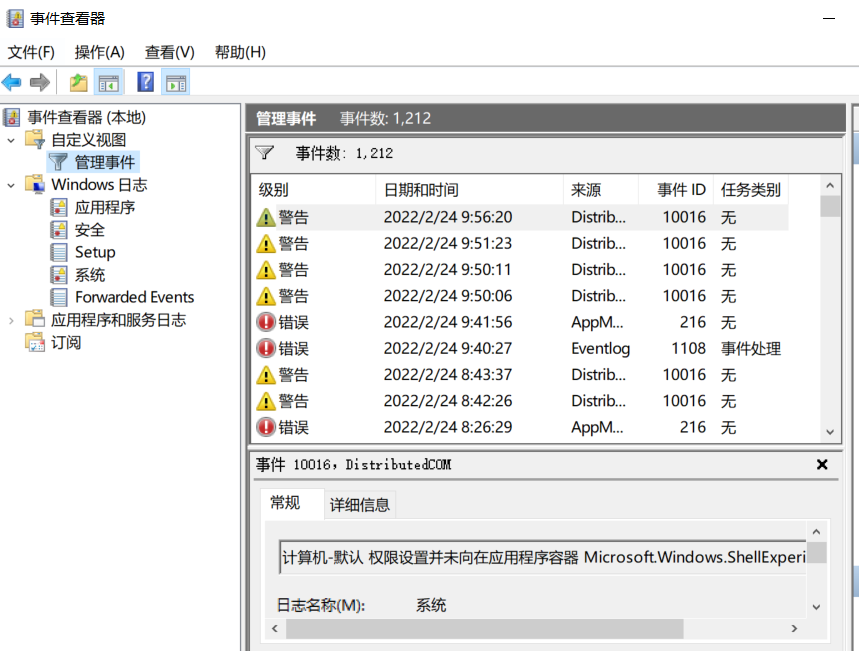 事件查看器
文件(F) 操作(A) 查看(V) 帮助(H)
事件查看器 (本地)
自定义视图
管理事件
Windows 日志
应用程序
安全
Setup
系统
Forwarded Events
应用程序和服务日志
订阅
管理事件 事件数: 1,212
事件数: 1,212
级别 日期和时间 来源 事件 ID 任务类别
警告 2022/2/24 9:56:20 Distrib... 10016 无
警告 2022/2/24 9:51:23 Distrib... 10016 无
警告 2022/2/24 9:50:11 Distrib... 10016 无
警告 2022/2/24 9:50:06 Distrib... 10016 无
错误 2022/2/24 9:41:56 AppM... 216 无
错误 2022/2/24 9:40:27 Eventlog 1108 事件处理
警告 2022/2/24 8:43:37 Distrib... 10016 无
警告 2022/2/24 8:42:26 Distrib... 10016 无
错误 2022/2/24 8:26:29 AppM... 216 无
事件 10016，DistributedCOM
常规 详细信息
计算机-默认 权限设置并未向在应用程序容器 Microsoft.Windows.ShellExperi
日志名称(M): 系统